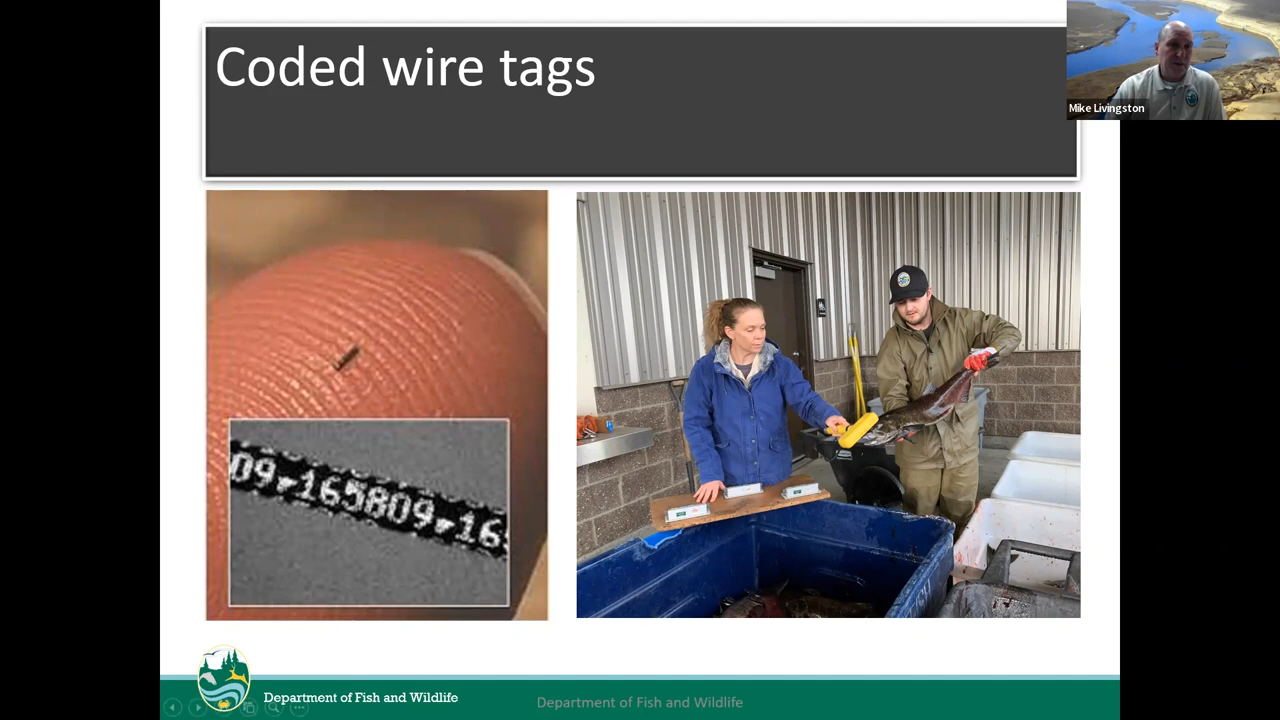 Coded wire tags
Mike Livingston
09▾165809▾16
Department of Fish and Wildlife
Department of Fish and Wildlife